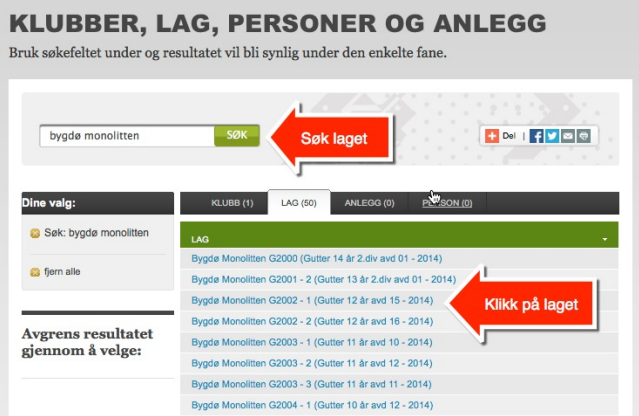 KLUBBER, LAG, PERSONER OG ANLEGG
Bruk søkefeltet under og resultatet vil bli synlig under den enkelte fane.
bygdø monolitten
SØK
Søk laget
Del |
Dine valg:
KLUBB (1)
LAG (50)
ANLEGG (0)
PERSON (0)
Søk: bygdø monolitten
fjern alle
LAG
Bygdø Monolitten G2000 (Gutter 14 år 2.div avd 01 - 2014)
Bygdø Monolitten G2001 - 2 (Gutter 13 år 2.div avd 01 - 2014)
Bygdø Monolitten G2002 - 1 (Gutter 12 år avd 15 - 2014)
Klikk på laget
Bygdø Monolitten G2002 - 2 (Gutter 12 år avd 16 - 2014)
Bygdø Monolitten G2003 - 1 (Gutter 11 år avd 10 - 2014)
Bygdø Monolitten G2003 - 2 (Gutter 11 år avd 12 - 2014)
Bygdø Monolitten G2003 - 3 (Gutter 11 år avd 11 - 2014)
Bygdø Monolitten G2004 - 1 (Gutter 10 år avd 12 - 2014)
Avgrens resultatet
gjennom å velge: